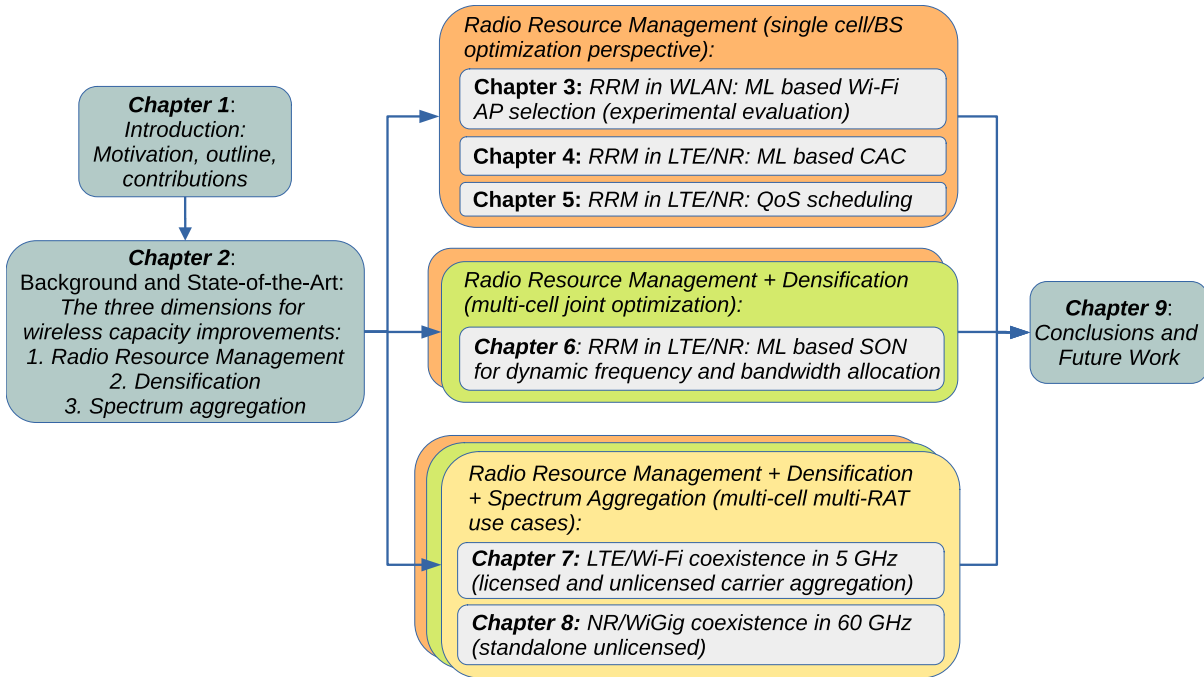 Chapter 1:
Introduction:
Motivation, outline,
contributions
Chapter 2:
Background and State-of-the-Art:
The three dimensions for
wireless capacity improvements:
1. Radio Resource Management
2. Densification
3. Spectrum aggregation
Radio Resource Management (single cell/BS
optimization perspective):
Chapter 3: RRM in WLAN: ML based Wi-Fi
AP selection (experimental evaluation)
Chapter 4: RRM in LTE/NR: ML based CAC
Chapter 5: RRM in LTE/NR: QoS scheduling
Radio Resource Management + Densification
(multi-cell joint optimization):
Chapter 6: RRM in LTE/NR: ML based SON
for dynamic frequency and bandwidth allocation
Radio Resource Management + Densification
+ Spectrum Aggregation (multi-cell multi-RAT
use cases):
Chapter 7: LTE/Wi-Fi coexistence in 5 GHz
(licensed and unlicensed carrier aggregation)
Chapter 8: NR/WiGig coexistence in 60 GHz
(standalone unlicensed)
Chapter 9:
Conclusions and
Future Work